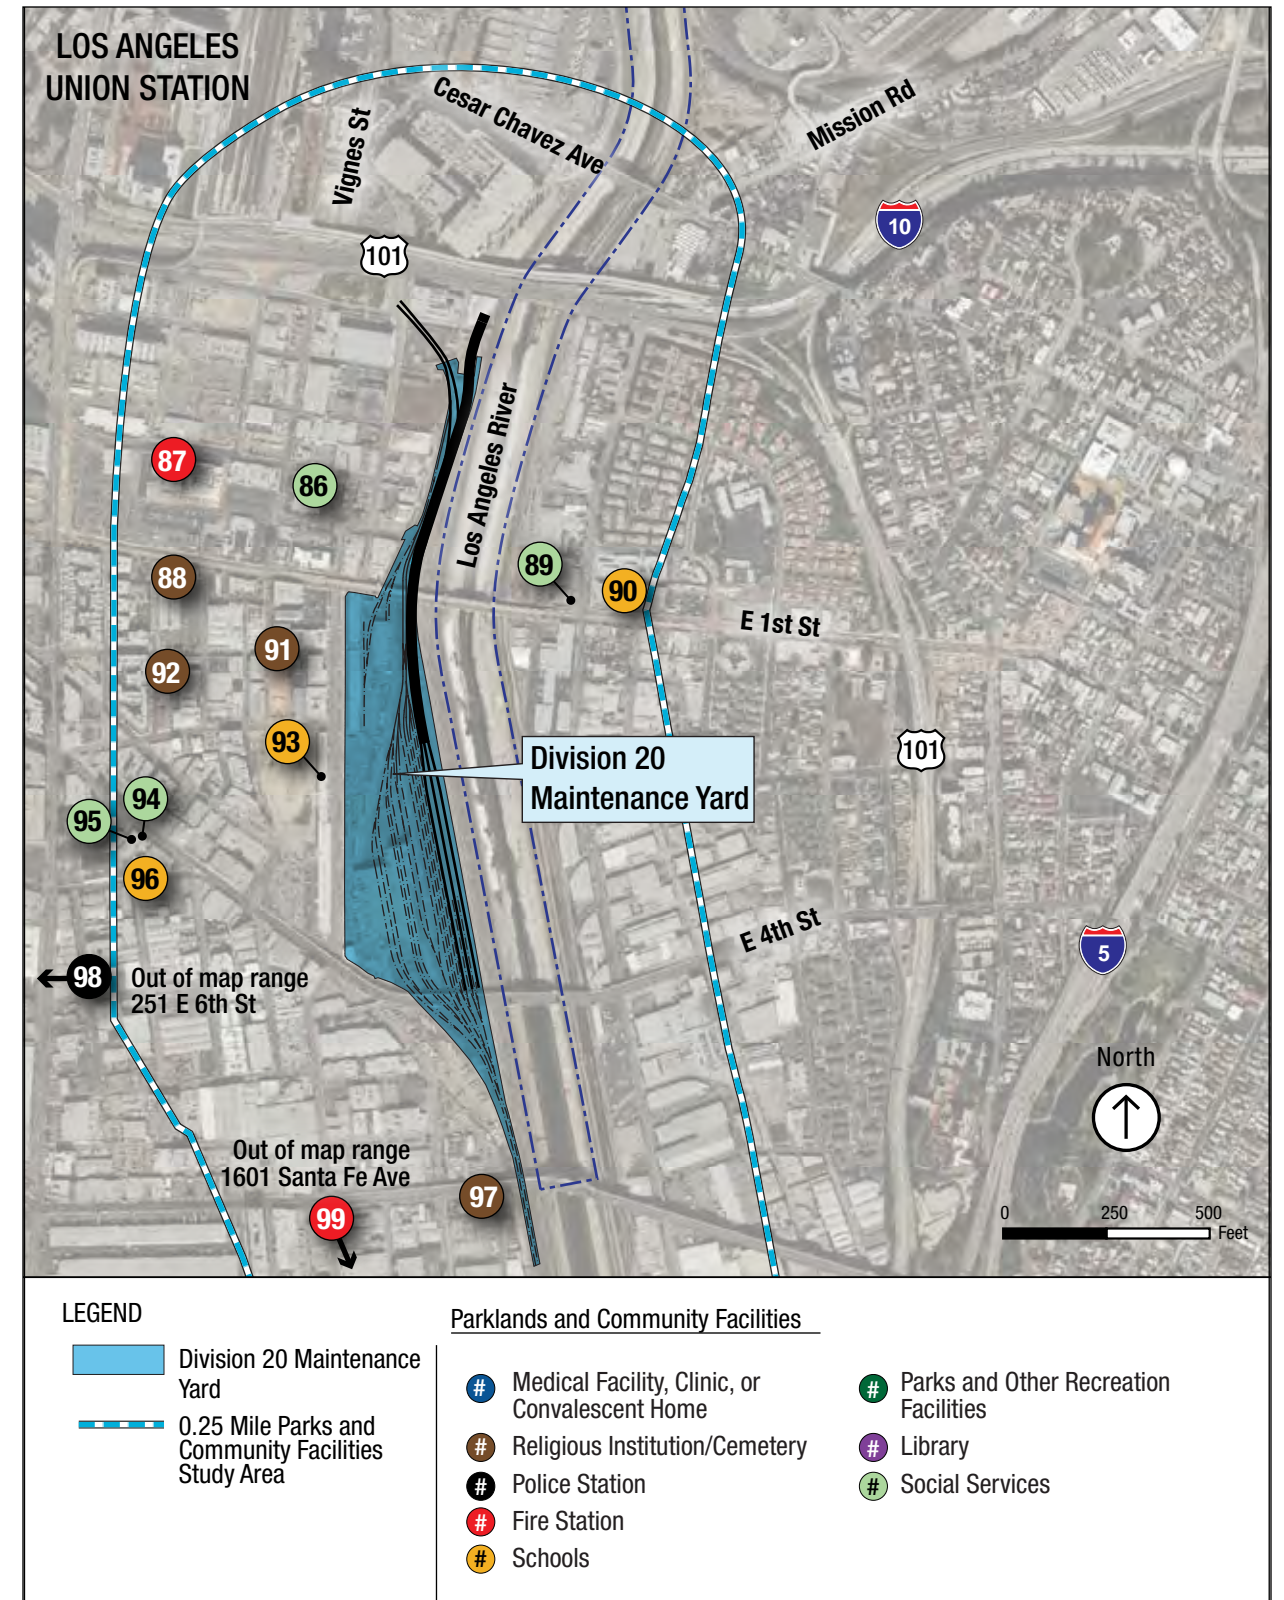 LOS ANGELES
UNION STATION
Cesar Chavez Ave
Vignes St
Mission Rd
10
101
Los Angeles River
87
86
89
88
90
E 1st St
91
92
93
101
Division 20
Maintenance Yard
94
95
96
E 4th St
5
98
Out of map range
251 E 6th St
North
Out of map range
1601 Santa Fe Ave
97
99
0 250 500
Feet
LEGEND
Division 20 Maintenance
Yard
0.25 Mile Parks and
Community Facilities
Study Area
Parklands and Community Facilities
# Medical Facility, Clinic, or
Convalescent Home
# Religious Institution/Cemetery
# Police Station
# Fire Station
# Schools
# Parks and Other Recreation
Facilities
# Library
# Social Services